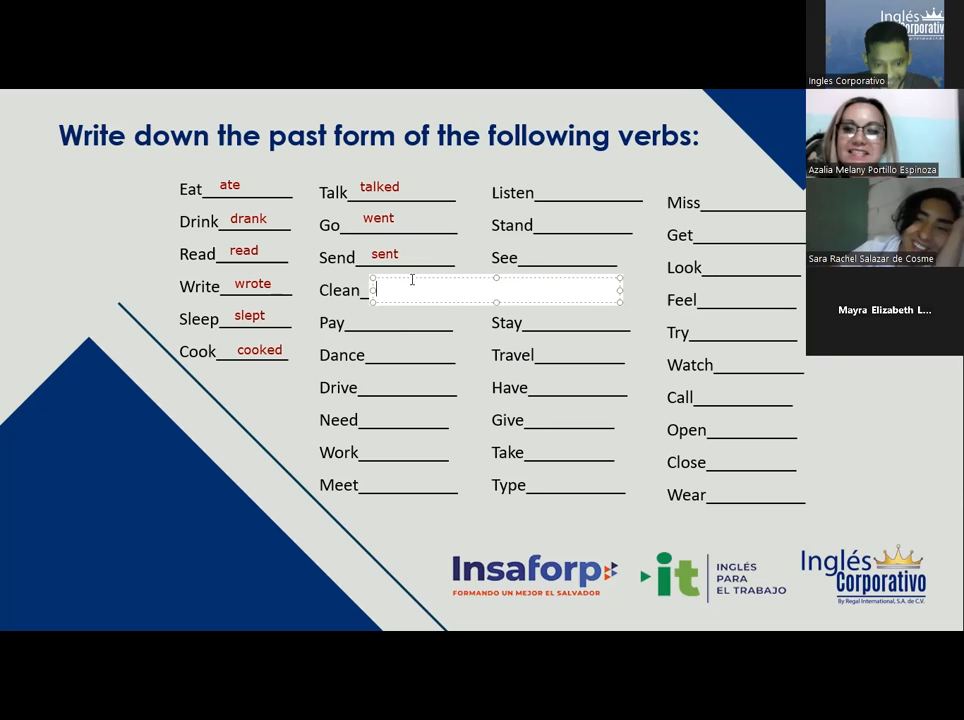 Write down the past form of the following verbs:
Eat ate
Drink drank
Read read
Write wrote
Sleep slept
Cook cooked
Talk talked
Go went
Send sent
Clean
Pay
Dance
Drive
Need
Work
Meet
Listen
Stand
See
Stay
Travel
Have
Give
Take
Type
Miss
Get
Look
Feel
Try
Watch
Call
Open
Close
Wear
Insaforp
FORMANDO UN MEJOR EL SALVADOR
it
INGLÉS
PARA
EL TRABAJO
Inglés
Corporativo
By Regal International, S.A. de C.V.
Inglés
Corporativo
Ingles Corporativo
Azalia Melany Portillo Espinoza
Sara Rachel Salazar de Cosme
Mayra Elizabeth L...